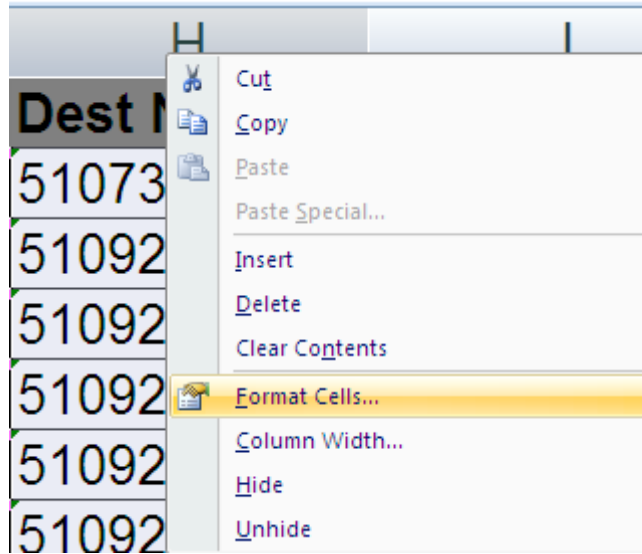 H I
Dest N
51073
51092
51092
51092
51092
51092
Cut
Copy
Paste
Paste Special...
Insert
Delete
Clear Contents
Format Cells...
Column Width...
Hide
Unhide